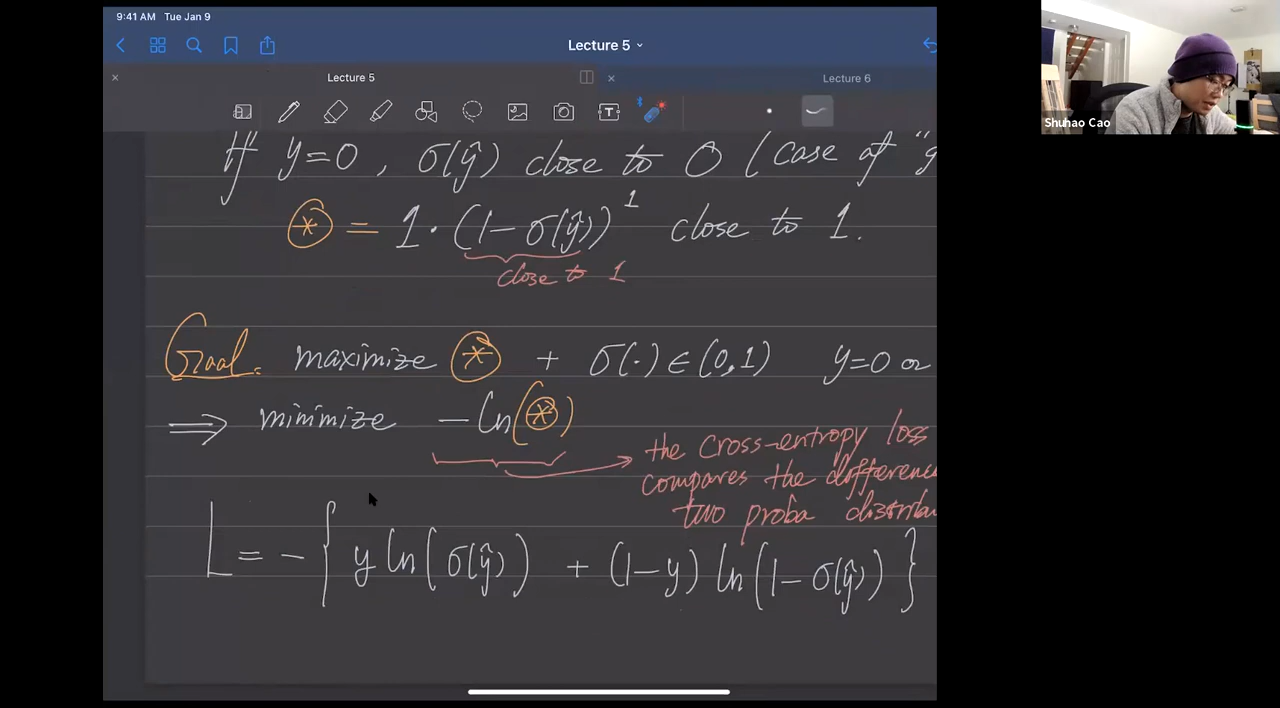 9:41 AM Tue Jan 9
Lecture 5
Lecture 5
Lecture 6
Shuhao Cao
If y=0 , σ(ŷ) close to 0 ( case of "
⊛ = 1 · (1 − σ(ŷ))¹ close to 1.
close to 1
Goal. maximize ⊛ + σ(·) ∈ (0,1) y=0 or
⟹ minimize − ln(⊛)
the cross-entropy loss
compares the differen
two proba distribu
L = − { y ln(σ(ŷ)) + (1−y) ln(1− σ(ŷ)) }